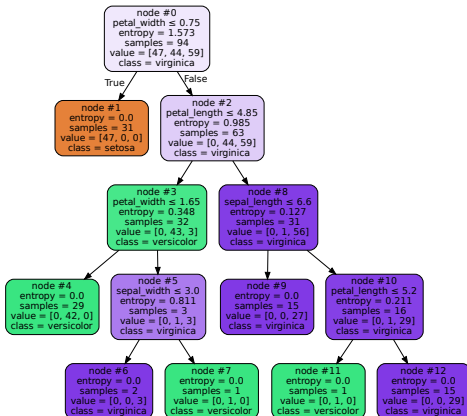 node #0
petal_width ≤ 0.75
entropy = 1.573
samples = 94
value = [47, 44, 59]
class = virginica
True
False
node #1
entropy = 0.0
samples = 31
value = [47, 0, 0]
class = setosa
node #2
petal_length ≤ 4.85
entropy = 0.985
samples = 63
value = [0, 44, 59]
class = virginica
node #3
petal_width ≤ 1.65
entropy = 0.348
samples = 32
value = [0, 43, 3]
class = versicolor
node #8
sepal_length ≤ 6.6
entropy = 0.127
samples = 31
value = [0, 1, 56]
class = virginica
node #4
entropy = 0.0
samples = 29
value = [0, 42, 0]
class = versicolor
node #5
sepal_width ≤ 3.0
entropy = 0.811
samples = 3
value = [0, 1, 3]
class = virginica
node #9
entropy = 0.0
samples = 15
value = [0, 0, 27]
class = virginica
node #10
petal_length ≤ 5.2
entropy = 0.211
samples = 16
value = [0, 1, 29]
class = virginica
node #6
entropy = 0.0
samples = 2
value = [0, 0, 3]
class = virginica
node #7
entropy = 0.0
samples = 1
value = [0, 1, 0]
class = versicolor
node #11
entropy = 0.0
samples = 1
value = [0, 1, 0]
class = versicolor
node #12
entropy = 0.0
samples = 15
value = [0, 0, 29]
class = virginica